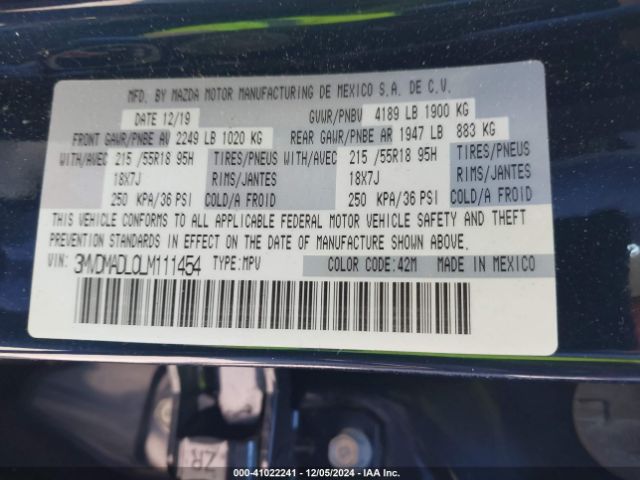 MFD. BY MAZDA MOTOR MANUFACTURING DE MEXICO S.A. DE C.V.
DATE 12/19 GVWR/PNBV 4189 LB 1900 KG
FRONT GAWR/PNBE AV 2249 LB 1020 KG REAR GAWR/PNBE AR 1947 LB 883 KG
WITH/AVEC 215 /55R18 95H TIRES/PNEUS WITH/AVEC 215 /55R18 95H TIRES/PNEUS
18X7J RIMS/JANTES 18X7J RIMS/JANTES
250 KPA/36 PSI COLD/A FROID 250 KPA/36 PSI COLD/A FROID
THIS VEHICLE CONFORMS TO ALL APPLICABLE FEDERAL MOTOR VEHICLE SAFETY AND THEFT
PREVENTION STANDARDS IN EFFECT ON THE DATE OF MANUFACTURE SHOWN ABOVE.
VIN: 3MVDMADL0LM111454 TYPE:MPV COLOR CODE:42M MADE IN MEXICO
ZR
000-41022241 - 12/05/2024 - IAA Inc.